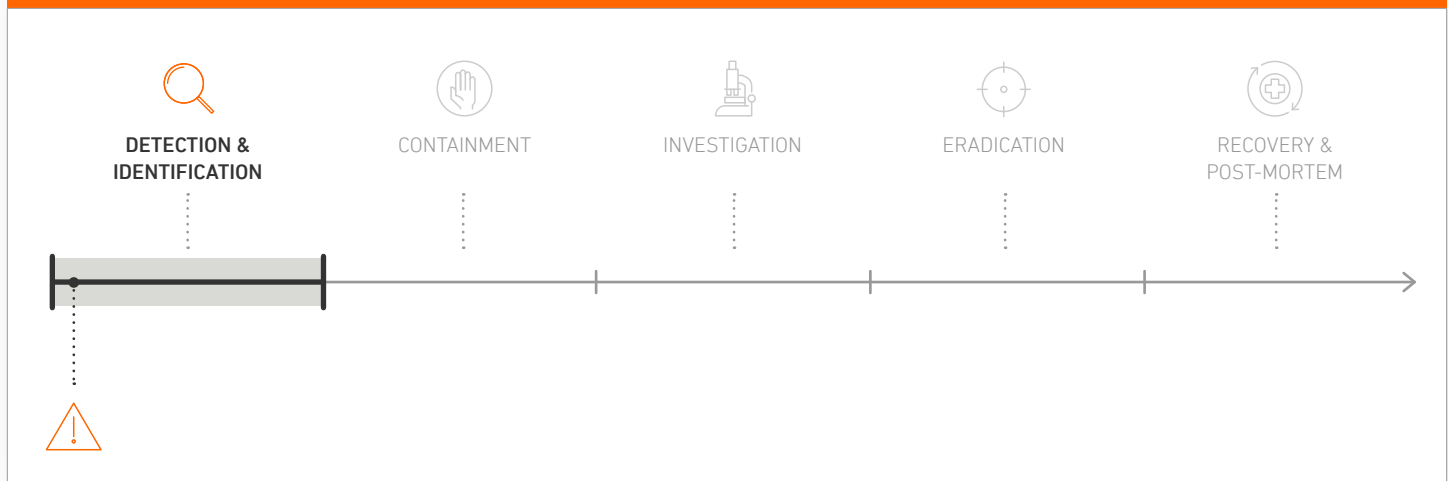 DETECTION &
IDENTIFICATION
CONTAINMENT
INVESTIGATION
ERADICATION
RECOVERY &
POST-MORTEM